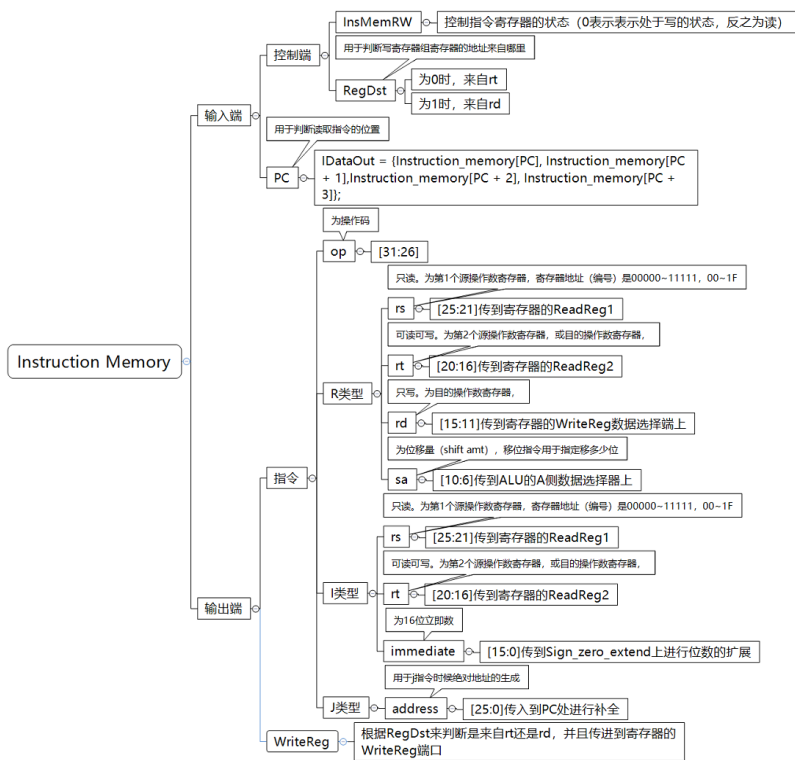 InsMemRW
控制指令寄存器的状态（0表示表示处于写的状态，反之为读）
用于判断写寄存器组寄存器的地址来自哪里
控制端
RegDst
为0时，来自rt
为1时，来自rd
输入端
用于判断读取指令的位置
PC
IDataOut = {Instruction_memory[PC], Instruction_memory[PC
+ 1],Instruction_memory[PC + 2], Instruction_memory[PC +
3]};
为操作码
op
[31:26]
只读。为第1个源操作数寄存器，寄存器地址（编号）是00000~11111，00~1F
rs
[25:21]传到寄存器的ReadReg1
可读可写。为第2个源操作数寄存器，或目的操作数寄存器，
Instruction Memory
rt
[20:16]传到寄存器的ReadReg2
R类型
只写。为目的操作数寄存器，
rd
[15:11]传到寄存器的WriteReg数据选择端上
为位移量（shift amt），移位指令用于指定移多少位
指令
sa
[10:6]传到ALU的A侧数据选择器上
只读。为第1个源操作数寄存器，寄存器地址（编号）是00000~11111，00~1F
rs
[25:21]传到寄存器的ReadReg1
可读可写。为第2个源操作数寄存器，或目的操作数寄存器，
I类型
rt
[20:16]传到寄存器的ReadReg2
输出端
为16位立即数
immediate
[15:0]传到Sign_zero_extend上进行位数的扩展
用于j指令时候绝对地址的生成
J类型
address
[25:0]传入到PC处进行补全
WriteReg
根据RegDst来判断是来自rt还是rd，并且传进到寄存器的
WriteReg端口